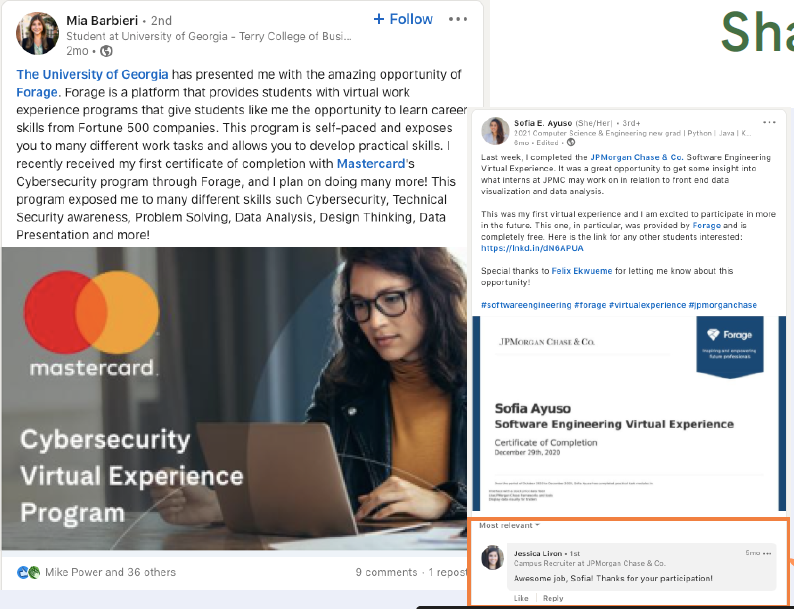 Sha
Mia Barbieri • 2nd
+ Follow
Student at University of Georgia - Terry College of Busi...
2mo •
The University of Georgia has presented me with the amazing opportunity of
Forage. Forage is a platform that provides students with virtual work
experience programs that give students like me the opportunity to learn career
skills from Fortune 500 companies. This program is self-paced and exposes
you to many different work tasks and allows you to develop practical skills. I
recently received my first certificate of completion with Mastercard's
Cybersecurity program through Forage, and I plan on doing many more! This
program exposed me to many different skills such Cybersecurity, Technical
Security awareness, Problem Solving, Data Analysis, Design Thinking, Data
Presentation and more!
mastercard.
Cybersecurity
Virtual Experience
Program
Mike Power and 36 others
9 comments · 1 repost
Sofia E. Ayuso (She/Her) • 3rd+
2021 Computer Science & Engineering new grad | Python | Java | K...
6mo • Edited •
Last week, I completed the JPMorgan Chase & Co. Software Engineering
Virtual Experience. It was a great opportunity to get some insight into
what interns at JPMC may work on in relation to front end data
visualization and data analysis.
This was my first virtual experience and I am excited to participate in more
in the future. This one, in particular, was provided by Forage and is
completely free. Here is the link for any other students interested:
https://lnkd.in/dN6APUA
Special thanks to Felix Ekwueme for letting me know about this
opportunity!
#softwareengineering #forage #virtualexperience #jpmorganchase
JPMORGAN CHASE & CO.
Forage
Inspiring and empowering
future professionals.
Sofia Ayuso
Software Engineering Virtual Experience
Certificate of Completion
December 29th, 2020
Most relevant
Jessica Livon • 1st
Campus Recruiter at JPMorgan Chase & Co.
Awesome job, Sofia! Thanks for your participation!
Like | Reply